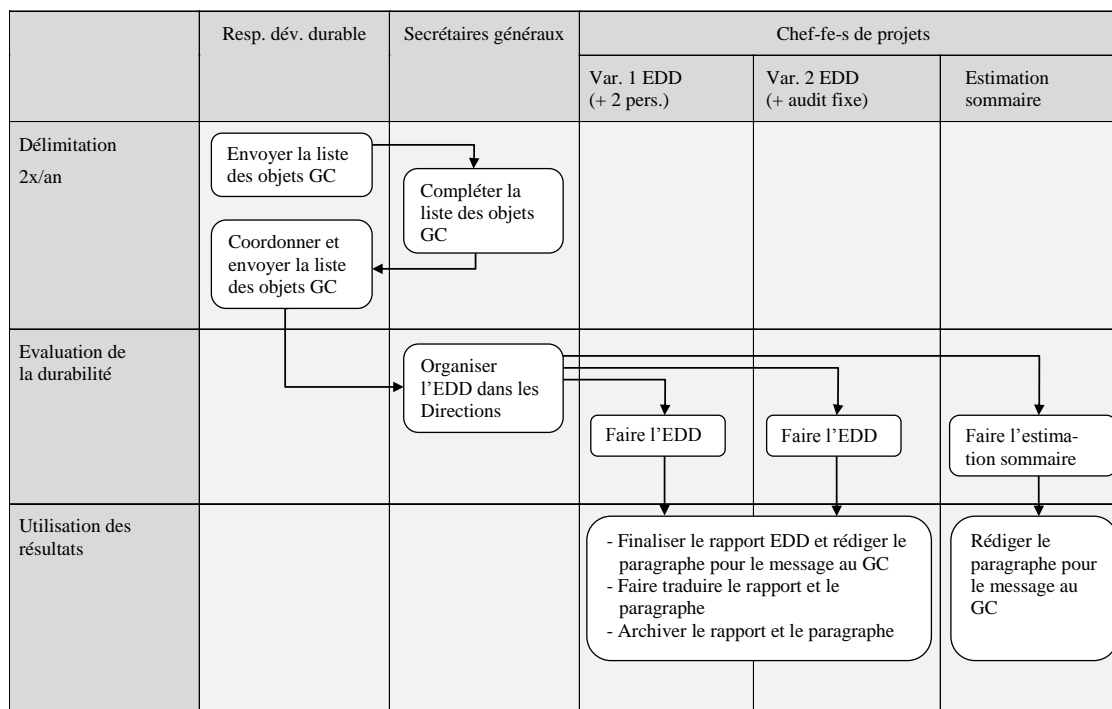 Resp. dév. durable
Secrétaires généraux
Chef-fe-s de projets
Var. 1 EDD
(+ 2 pers.)
Var. 2 EDD
(+ audit fixe)
Estimation
sommaire
Délimitation
2x/an
Envoyer la liste
des objets GC
Compléter la
liste des objets
GC
Coordonner et
envoyer la liste
des objets GC
Evaluation de
la durabilité
Organiser
l’EDD dans les
Directions
Faire l’EDD
Faire l’EDD
Faire l’estima-
tion sommaire
Utilisation des
résultats
- Finaliser le rapport EDD et rédiger le
paragraphe pour le message au GC
- Faire traduire le rapport et le
paragraphe
- Archiver le rapport et le paragraphe
Rédiger le
paragraphe pour
le message au
GC